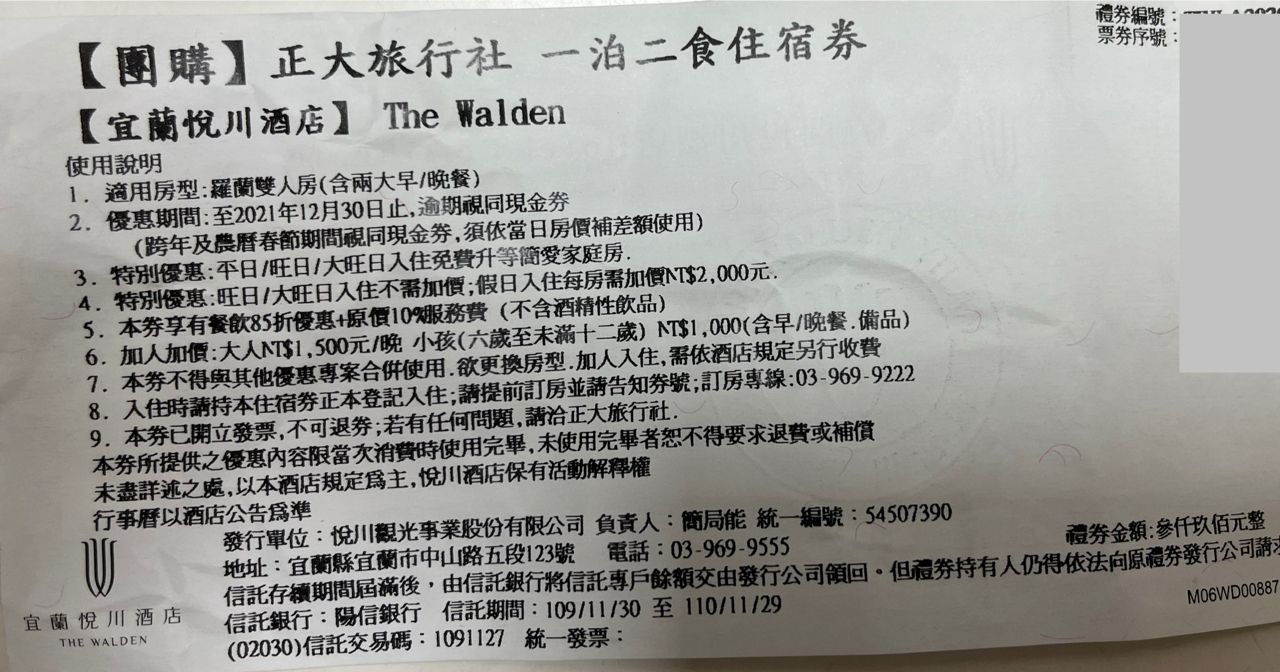 禮券編號:
票券序號:
【團購】正大旅行社 一泊二食住宿券
【宜蘭悅川酒店】 The Walden
使用說明
1. 適用房型:羅蘭雙人房(含兩大早/晚餐)
2. 優惠期間:至2021年12月30日止,逾期視同現金券
(跨年及農曆春節期間視同現金券,須依當日房價補差額使用)
3. 特別優惠:平日/旺日/大旺日入住免費升等簡愛家庭房.
4. 特別優惠:旺日/大旺日入住不需加價;假日入住每房需加價NT$2,000元.
5. 本券享有餐飲85折優惠+原價10%服務費 (不含酒精性飲品)
6. 加人加價:大人NT$1,500元/晚 小孩(六歲至未滿十二歲) NT$1,000(含早/晚餐.備品)
7. 本券不得與其他優惠專案合併使用.欲更換房型.加人入住,需依酒店規定另行收費
8. 入住時請持本住宿券正本登記入住;請提前訂房並請告知券號;訂房專線:03-969-9222
9. 本券已開立發票,不可退券;若有任何問題,請洽正大旅行社.
本券所提供之優惠內容限當次消費時使用完畢,未使用完畢者恕不得要求退費或補償
未盡詳述之處,以本酒店規定為主,悅川酒店保有活動解釋權
行事曆以酒店公告為準
發行單位:悅川觀光事業股份有限公司 負責人:簡局能 統一編號:54507390
禮券金額:參仟玖佰元整
地址:宜蘭縣宜蘭市中山路五段123號 電話:03-969-9555
信託存續期間屆滿後,由信託銀行將信託專戶餘額交由發行公司領回。但禮券持有人仍得依法向原禮券發行公司請求
信託銀行:陽信銀行 信託期間:109/11/30 至 110/11/29
M06WD00887
(02030)信託交易碼:1091127 統一發票:
宜蘭悅川酒店
THE WALDEN